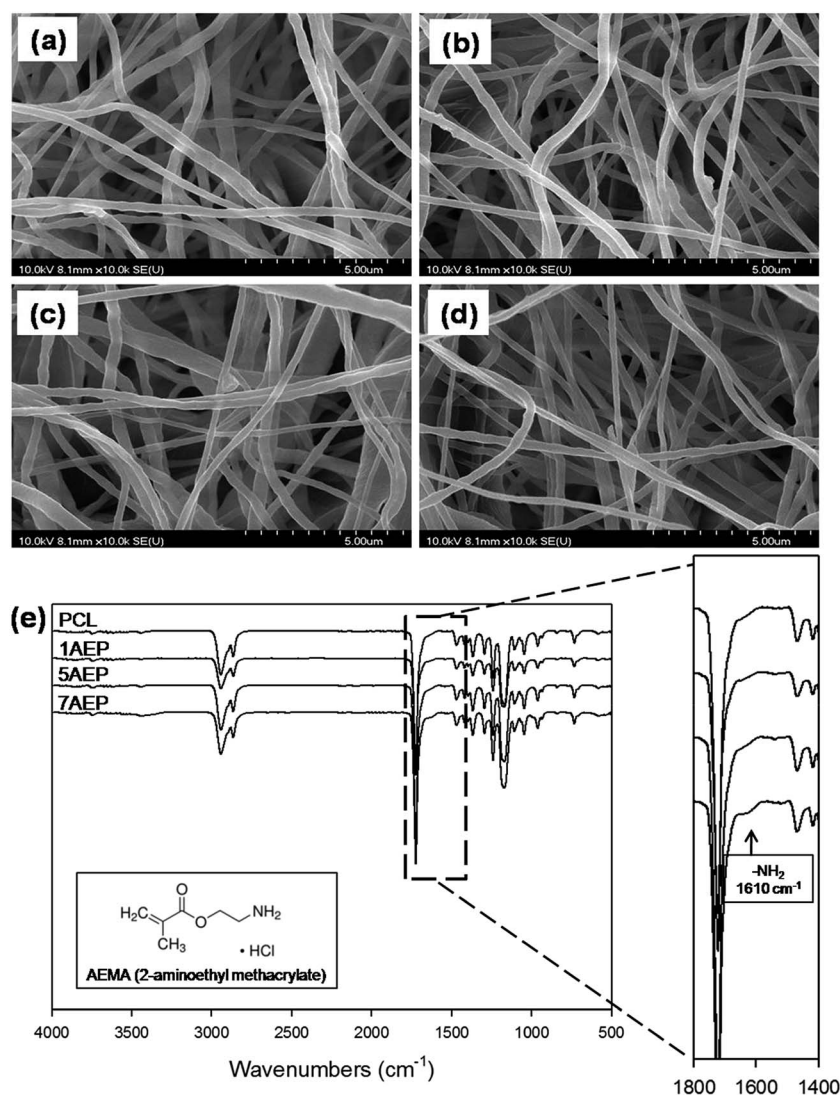 (a)
10.0kV 8.1mm x10.0k SE(U) 5.00um
(b)
10.0kV 8.1mm x10.0k SE(U) 5.00um
(c)
10.0kV 8.1mm x10.0k SE(U) 5.00um
(d)
10.0kV 8.1mm x10.0k SE(U) 5.00um
(e)
PCL
1AEP
5AEP
7AEP
O
H₂C
O
NH₂
CH₃
• HCl
AEMA (2-aminoethyl methacrylate)
4000 3500 3000 2500 2000 1500 1000 500
Wavenumbers (cm⁻¹)
-NH₂
1610 cm⁻¹
1800 1600 1400